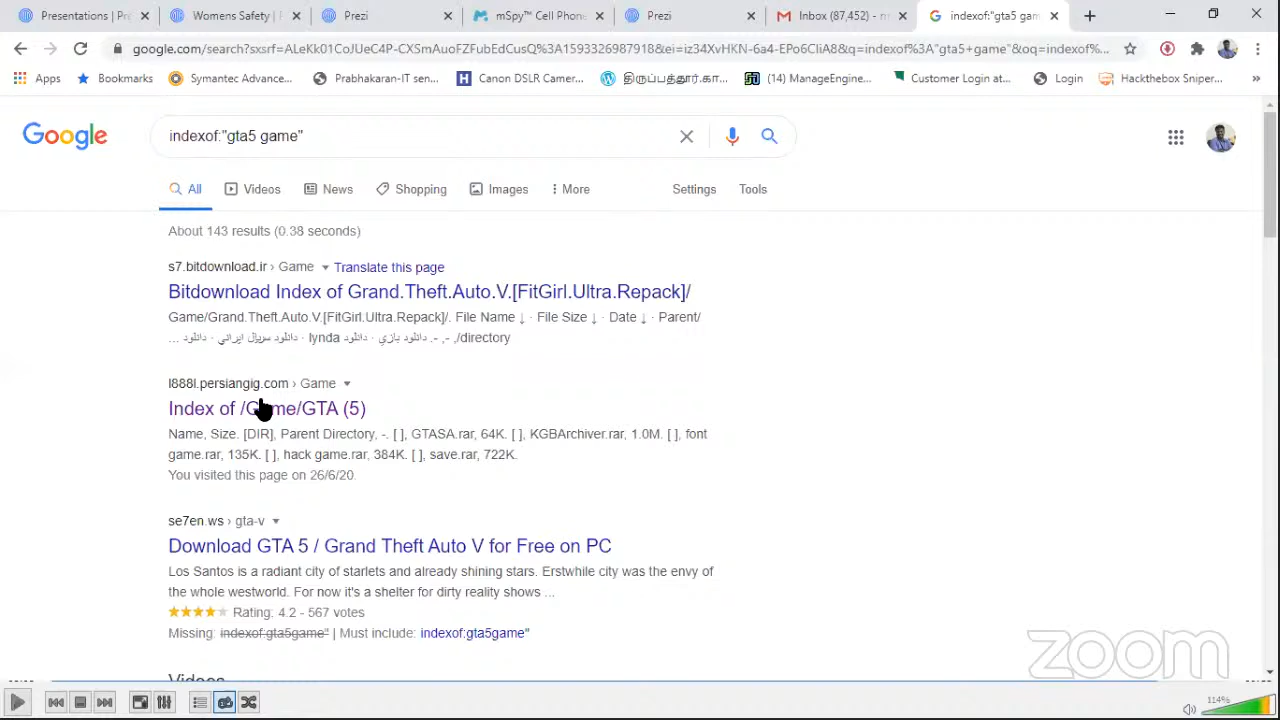 Presentations | Pr
Womens Safety | P
Prezi
mSpy™ Cell Phone
Prezi
Inbox (87,452) - m
indexof:"gta5 gam
google.com/search?sxsrf=ALeKk01CoJUeC4P-CXSmAuoFZFubEdCusQ%3A1593326987918&ei=iz34XvHKN-6a4-EPo6CIiA8&q=indexof%3A"gta5+game"&oq=indexof%...
Apps
Bookmarks
Symantec Advance...
Prabhakaran-IT sen...
Canon DSLR Camer...
திருப்பத்தூர்.கா...
(14) ManageEngine...
Customer Login at...
Login
Hackthebox Sniper...
»
Google
indexof:"gta5 game"
All
Videos
News
Shopping
Images
More
Settings
Tools
About 143 results (0.38 seconds)
s7.bitdownload.ir › Game Translate this page
Bitdownload Index of Grand.Theft.Auto.V.[FitGirl.Ultra.Repack]/
Game/Grand.Theft.Auto.V.[FitGirl.Ultra.Repack]/. File Name ↓ · File Size ↓ · Date ↓ · Parent/
... دانلود سریال ایرانی · دانلود lynda دانلود بازی · دانلود .- ,- ,/directory
l888l.persiangig.com › Game
Index of /Game/GTA (5)
Name, Size. [DIR], Parent Directory, -. [ ], GTASA.rar, 64K. [ ], KGBArchiver.rar, 1.0M. [ ], font
game.rar, 135K. [ ], hack game.rar, 384K. [ ], save.rar, 722K.
You visited this page on 26/6/20.
se7en.ws › gta-v
Download GTA 5 / Grand Theft Auto V for Free on PC
Los Santos is a radiant city of starlets and already shining stars. Erstwhile city was the envy of
the whole westworld. For now it's a shelter for dirty reality shows ...
Rating: 4.2 - 567 votes
Missing: indexof:gta5game" | Must include: indexof:gta5game"
Videos
zoom
114%